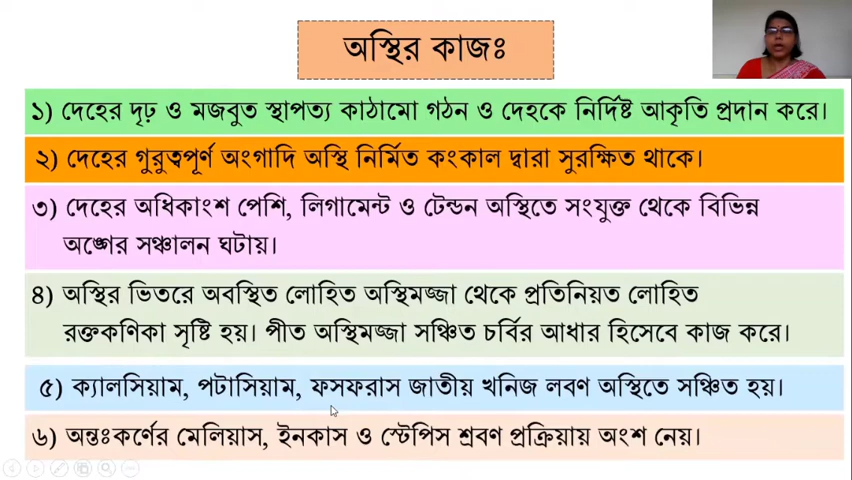 অস্থির কাজঃ
১) দেহের দৃঢ় ও মজবুত স্থাপত্য কাঠামো গঠন ও দেহকে নির্দিষ্ট আকৃতি প্রদান করে।
২) দেহের গুরুত্বপূর্ণ অংগাদি অস্থি নির্মিত কংকাল দ্বারা সুরক্ষিত থাকে।
৩) দেহের অধিকাংশ পেশি, লিগামেন্ট ও টেন্ডন অস্থিতে সংযুক্ত থেকে বিভিন্ন
অঙ্গের সঞ্চালন ঘটায়।
৪) অস্থির ভিতরে অবস্থিত লোহিত অস্থিমজ্জা থেকে প্রতিনিয়ত লোহিত
রক্তকণিকা সৃষ্টি হয়। পীত অস্থিমজ্জা সঞ্চিত চর্বির আধার হিসেবে কাজ করে।
৫) ক্যালসিয়াম, পটাসিয়াম, ফসফরাস জাতীয় খনিজ লবণ অস্থিতে সঞ্চিত হয়।
৬) অন্তঃকর্ণের মেলিয়াস, ইনকাস ও স্টেপিস শ্রবণ প্রক্রিয়ায় অংশ নেয়।